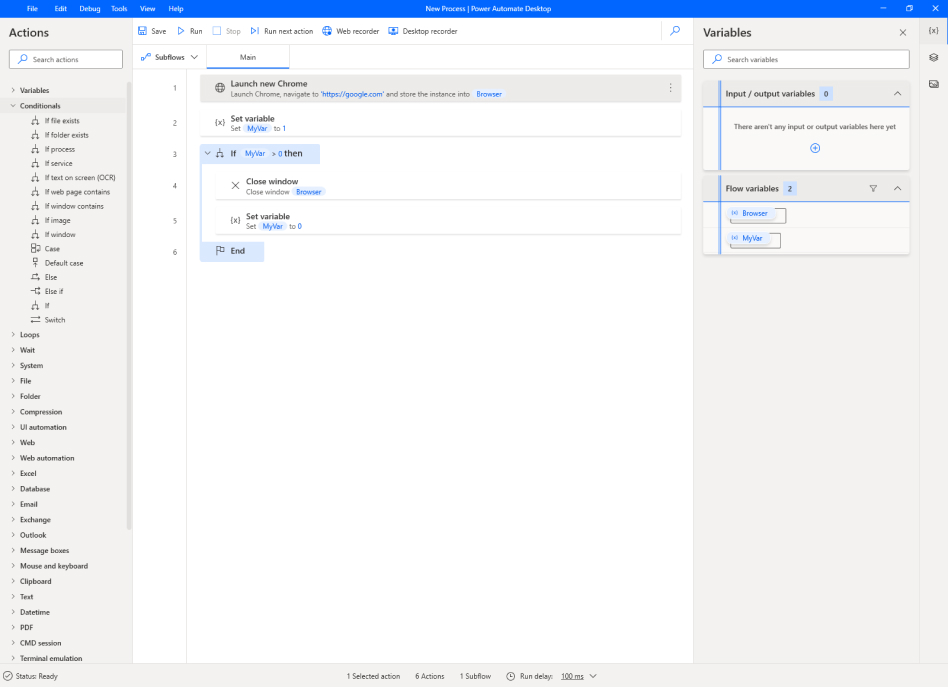 File Edit Debug Tools View Help
New Process | Power Automate Desktop
Actions
Search actions
Variables
Conditionals
If file exists
If folder exists
If process
If service
If text on screen (OCR)
If web page contains
If window contains
If image
If window
Case
Default case
Else
Else if
If
Switch
Loops
Wait
System
File
Folder
Compression
UI automation
Web
Web automation
Excel
Database
Email
Exchange
Outlook
Message boxes
Mouse and keyboard
Clipboard
Text
Datetime
PDF
CMD session
Terminal emulation
Save Run Stop Run next action Web recorder Desktop recorder
Subflows Main
1 Launch new Chrome
Launch Chrome, navigate to 'https://google.com' and store the instance into Browser
2 {x} Set variable
Set MyVar to 1
3 If MyVar > 0 then
4 Close window
Close window Browser
5 {x} Set variable
Set MyVar to 0
6 End
Variables
{x}
Search variables
Input / output variables 0
There aren't any input or output variables here yet
Flow variables 2
(x) Browser
(x) MyVar
Status: Ready 1 Selected action 6 Actions 1 Subflow Run delay: 100 ms